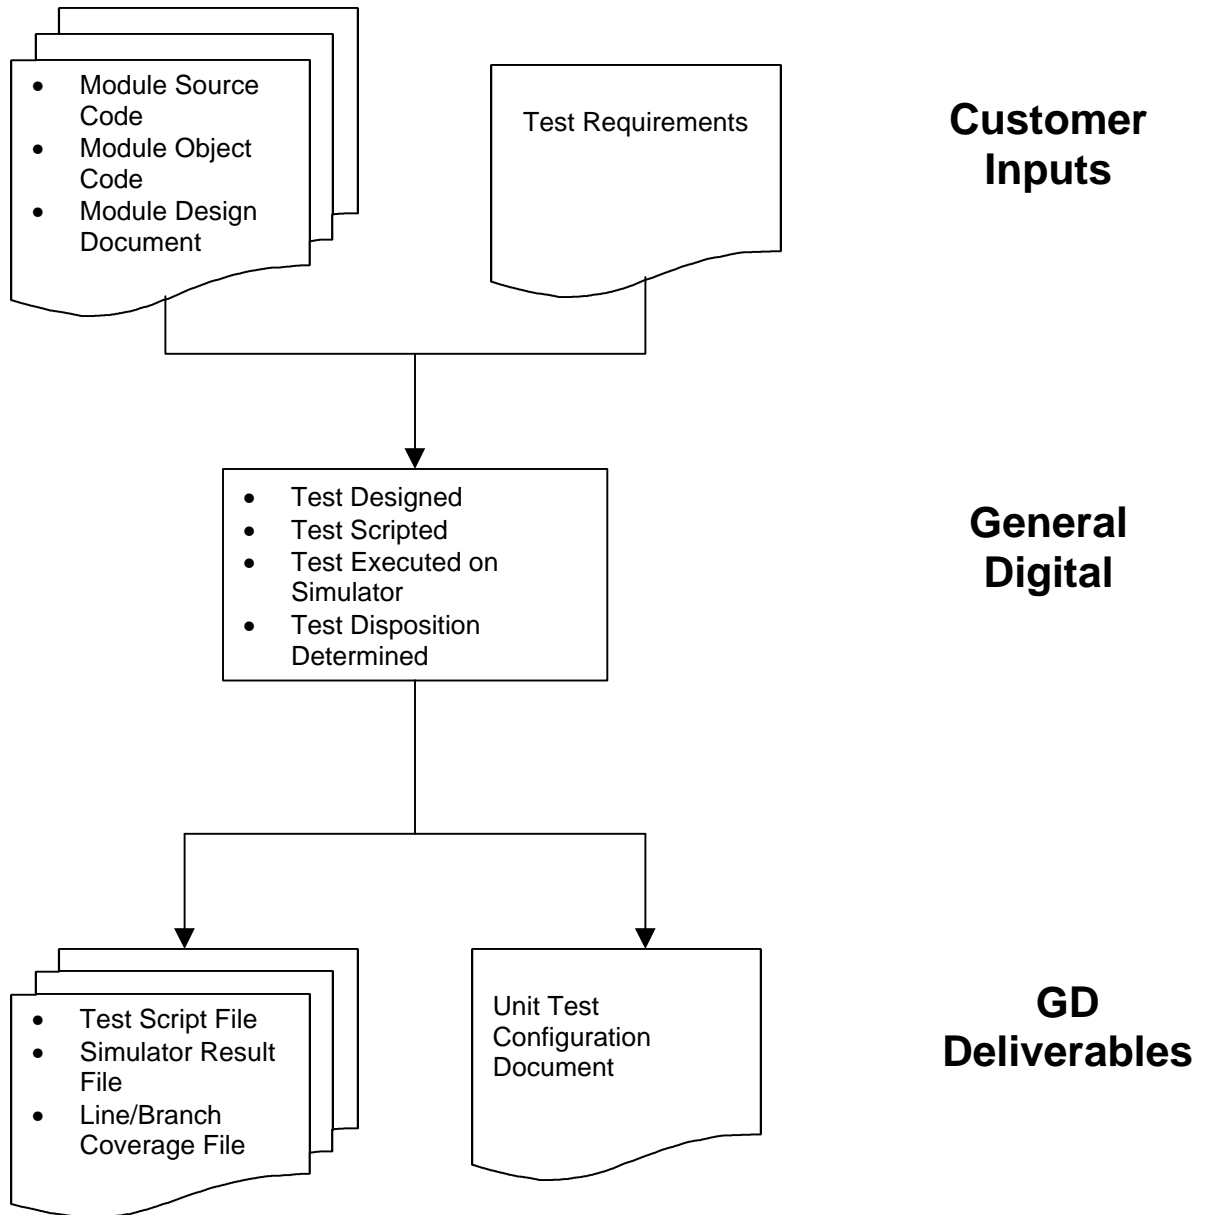 • Module Source
Code
• Module Object
Code
• Module Design
Document
Test Requirements
Customer
Inputs
• Test Designed
• Test Scripted
• Test Executed on
Simulator
• Test Disposition
Determined
General
Digital
• Test Script File
• Simulator Result
File
• Line/Branch
Coverage File
Unit Test
Configuration
Document
GD
Deliverables